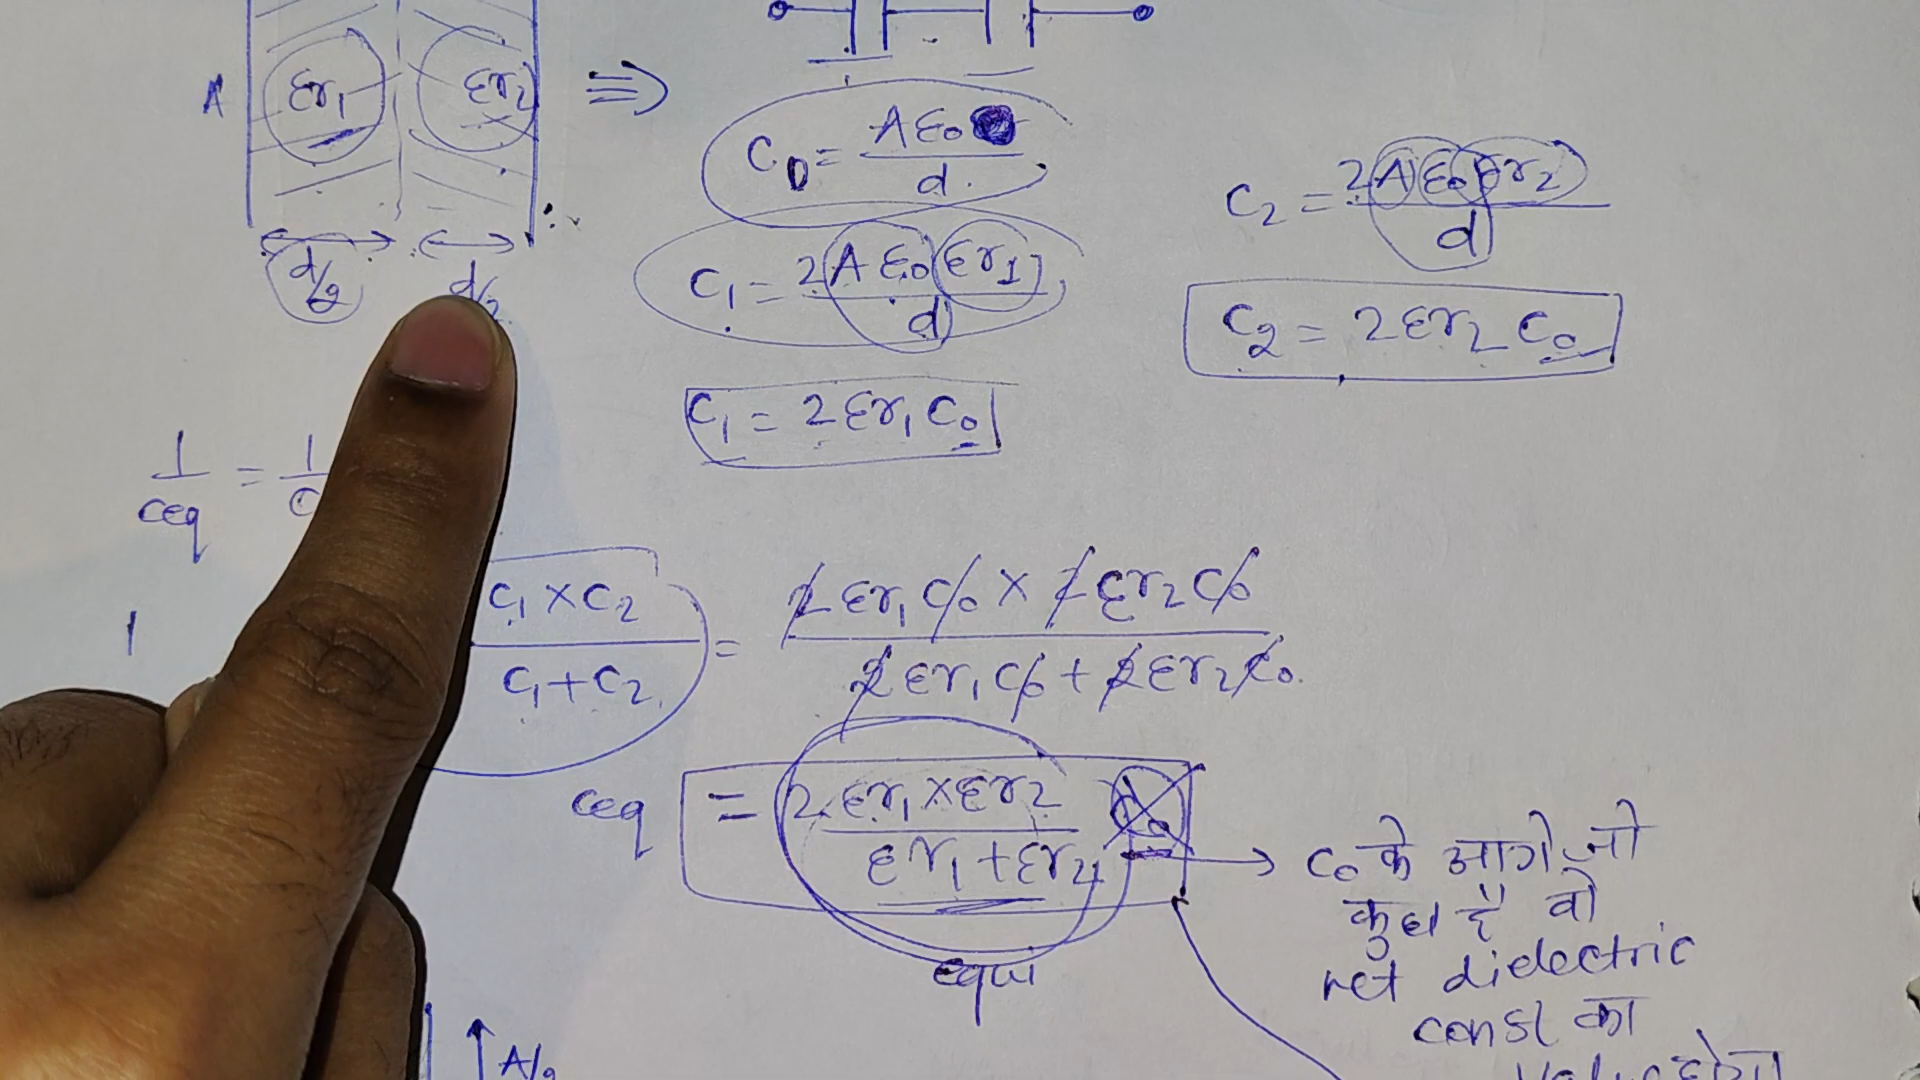 A εr₁ εr₂ ⇒
d/2 d/2
C₀ = Aε₀ / d
C₁ = 2Aε₀εr₁ / d
C₁ = 2εr₁C₀
C₂ = 2Aε₀εr₂ / d
C₂ = 2εr₂C₀
1/Ceq = 1/C
C₁ × C₂ / C₁ + C₂ = 2εr₁C₀ × 2εr₂C₀ / 2εr₁C₀ + 2εr₂C₀
Ceq = 2εr₁ × εr₂ / εr₁ + εr₂ C₀
C₀ के आगे जो
कुछ है वो
net dielectric
const का
A/2